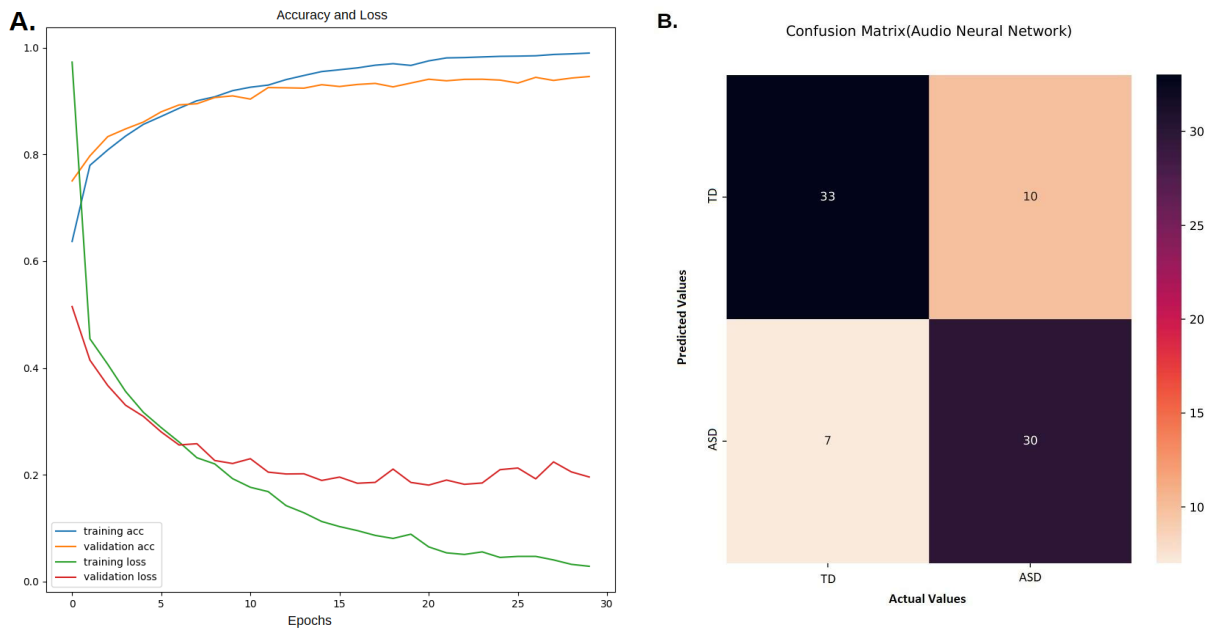 A.
Accuracy and Loss
1.0
0.8
0.6
0.4
0.2
0.0
training acc
validation acc
training loss
validation loss
0 5 10 15 20 25 30
Epochs
B.
Confusion Matrix(Audio Neural Network)
Predicted Values
TD
33 10
ASD
7 30
TD ASD
Actual Values
30
25
20
15
10